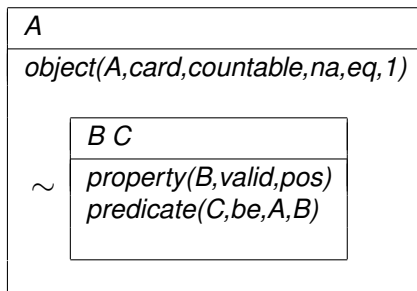 A
object(A,card,countable,na,eq,1)
B C
∼ property(B,valid,pos)
predicate(C,be,A,B)